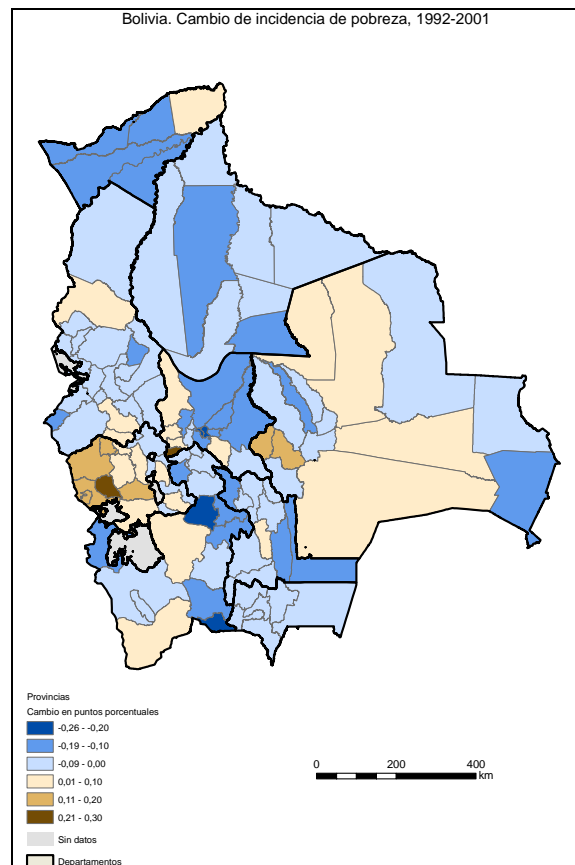 Bolivia. Cambio de incidencia de pobreza, 1992-2001
Provincias
Cambio en puntos porcentuales
-0,26 - -0,20
-0,19 - -0,10
-0,09 - 0,00
0,01 - 0,10
0,11 - 0,20
0,21 - 0,30
Sin datos
Departamentos
0 200 400
km